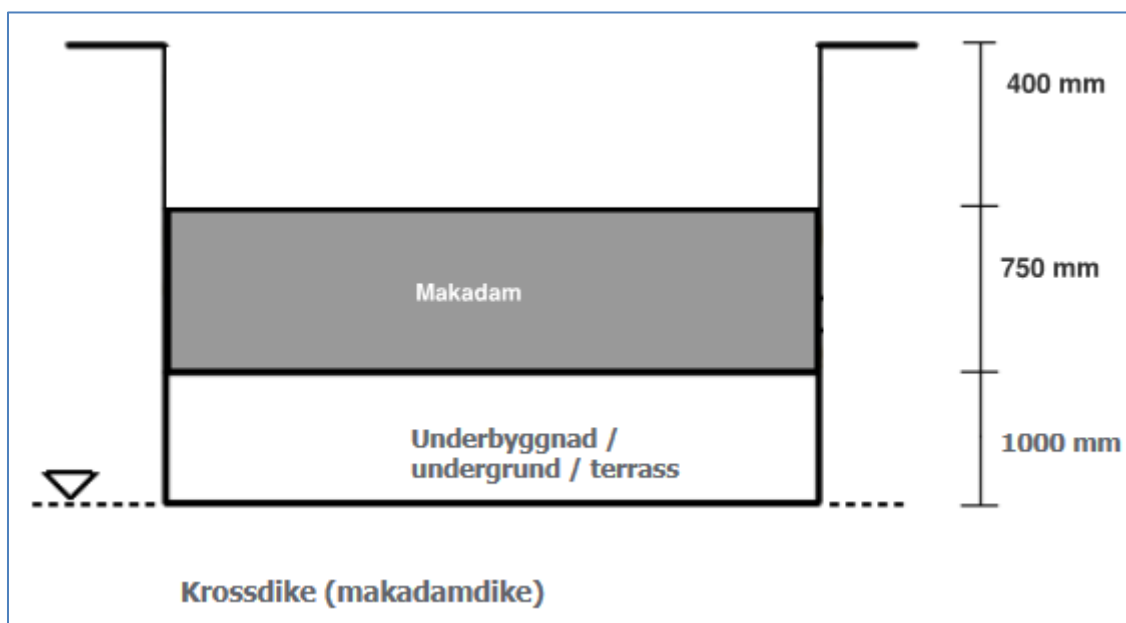 400 mm
Makadam
750 mm
Underbyggnad /
undergrund / terrass
1000 mm
Krossdike (makadamdike)